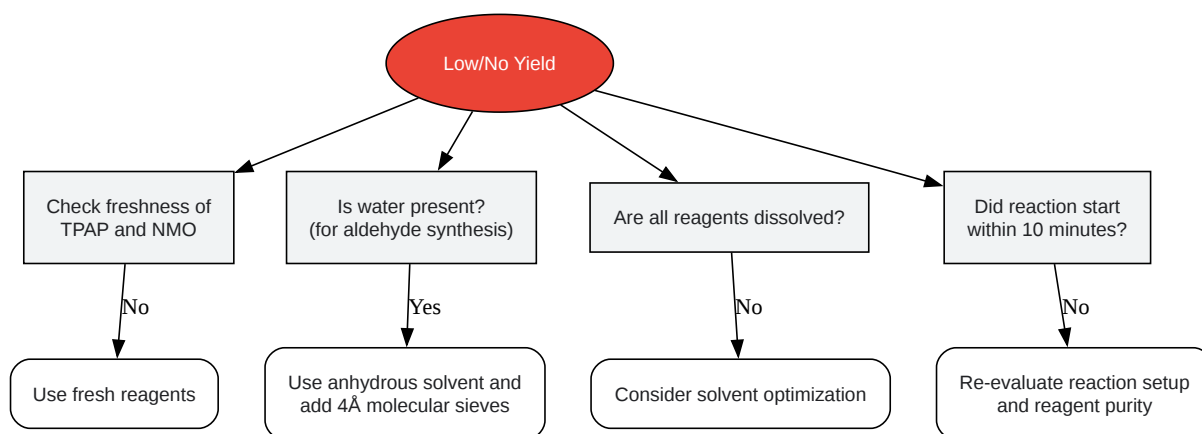 Low/No Yield
Check freshness of
TPAP and NMO
Is water present?
(for aldehyde synthesis)
Are all reagents dissolved?
Did reaction start
within 10 minutes?
No
Yes
No
No
Use fresh reagents
Use anhydrous solvent and
add 4Å molecular sieves
Consider solvent optimization
Re-evaluate reaction setup
and reagent purity